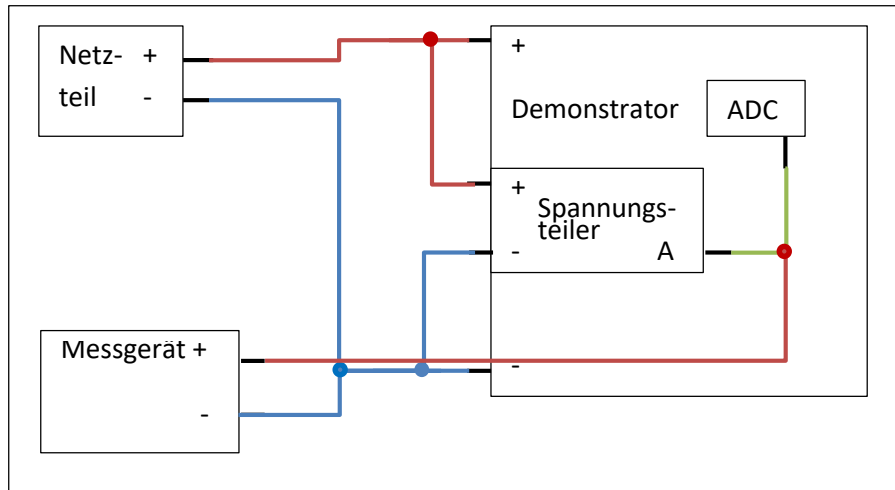 Netz- +
teil -
+
Demonstrator
ADC
+
Spannungs-
teiler
- A
Messgerät +
-
-